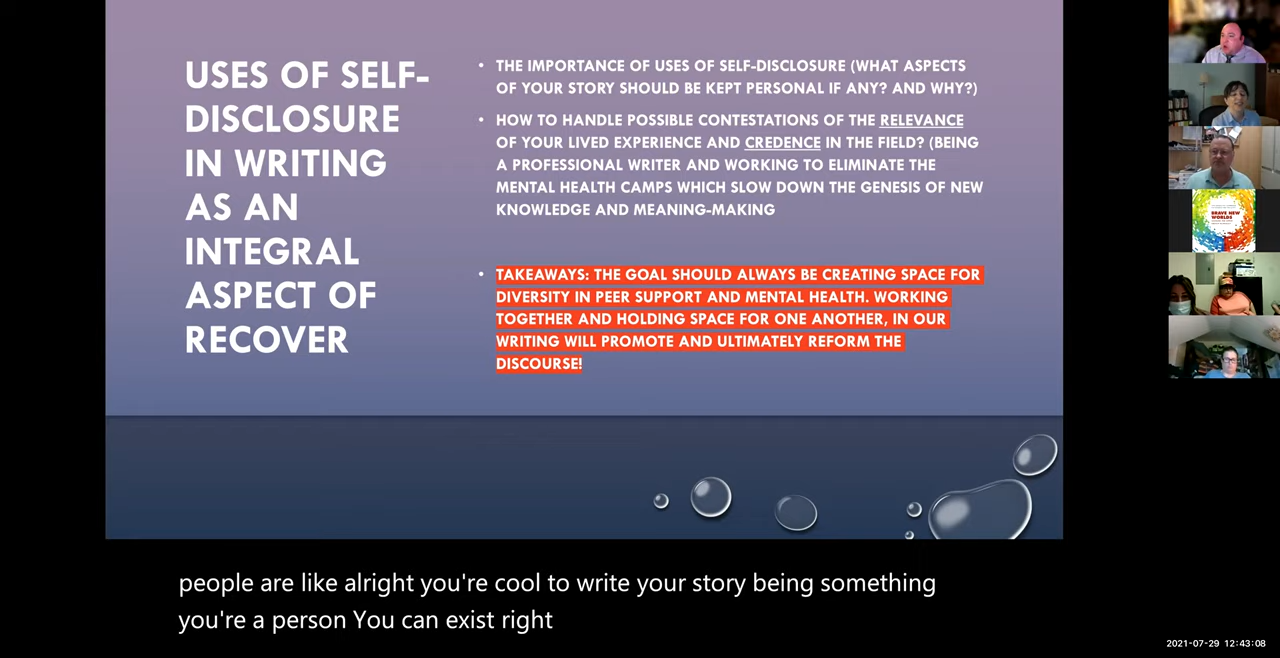 USES OF SELF-
DISCLOSURE
IN WRITING
AS AN
INTEGRAL
ASPECT OF
RECOVER
• THE IMPORTANCE OF USES OF SELF-DISCLOSURE (WHAT ASPECTS
OF YOUR STORY SHOULD BE KEPT PERSONAL IF ANY? AND WHY?)
• HOW TO HANDLE POSSIBLE CONTESTATIONS OF THE RELEVANCE
OF YOUR LIVED EXPERIENCE AND CREDENCE IN THE FIELD? (BEING
A PROFESSIONAL WRITER AND WORKING TO ELIMINATE THE
MENTAL HEALTH CAMPS WHICH SLOW DOWN THE GENESIS OF NEW
KNOWLEDGE AND MEANING-MAKING
• TAKEAWAYS: THE GOAL SHOULD ALWAYS BE CREATING SPACE FOR
DIVERSITY IN PEER SUPPORT AND MENTAL HEALTH. WORKING
TOGETHER AND HOLDING SPACE FOR ONE ANOTHER, IN OUR
WRITING WILL PROMOTE AND ULTIMATELY REFORM THE
DISCOURSE!
BRAVE NEW
WORLDS
people are like alright you're cool to write your story being something
you're a person You can exist right
2021-07-29 12:43:08